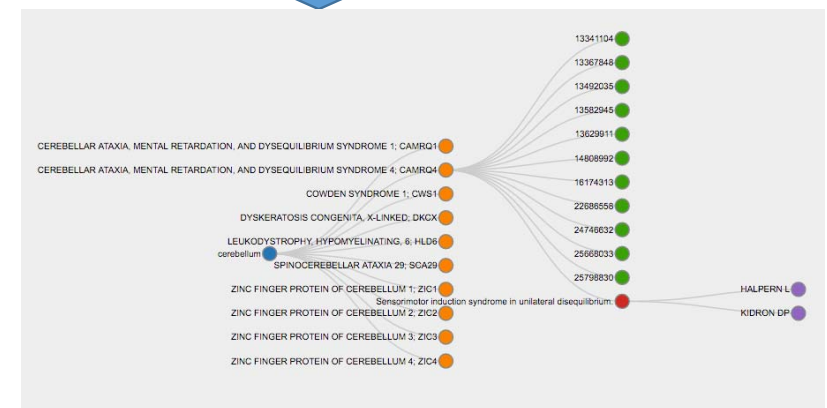 cerebellum
CEREBELLAR ATAXIA, MENTAL RETARDATION, AND DYSEQUILIBRIUM SYNDROME 1; CAMRQ1
CEREBELLAR ATAXIA, MENTAL RETARDATION, AND DYSEQUILIBRIUM SYNDROME 4; CAMRQ4
COWDEN SYNDROME 1; CWS1
DYSKERATOSIS CONGENITA, X-LINKED; DKCX
LEUKODYSTROPHY, HYPOMYELINATING, 6; HLD6
SPINOCEREBELLAR ATAXIA 29; SCA29
ZINC FINGER PROTEIN OF CEREBELLUM 1; ZIC1
ZINC FINGER PROTEIN OF CEREBELLUM 2; ZIC2
ZINC FINGER PROTEIN OF CEREBELLUM 3; ZIC3
ZINC FINGER PROTEIN OF CEREBELLUM 4; ZIC4
13341104
13367848
13492035
13582945
13629911
14808992
16174313
22686558
24746632
25668033
25798830
Sensorimotor induction syndrome in unilateral disequilibrium.
HALPERN L
KIDRON DP